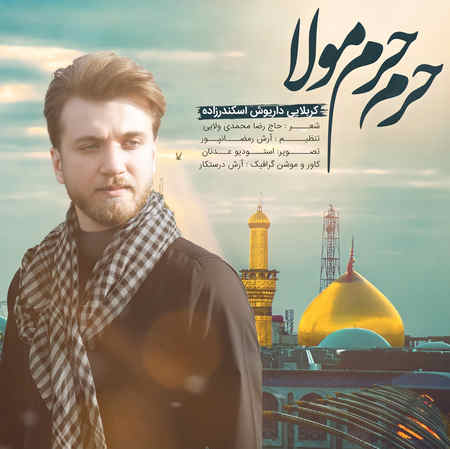 حرم حرم مولا
کربلایی داریوش اسکندرزاده
شعر : حاج رضا محمدی ولایی
تنظیم : آرش رمضانپور
تصویر: استودیو عدنان
کاور و موشن گرافیک : آرش درستکار